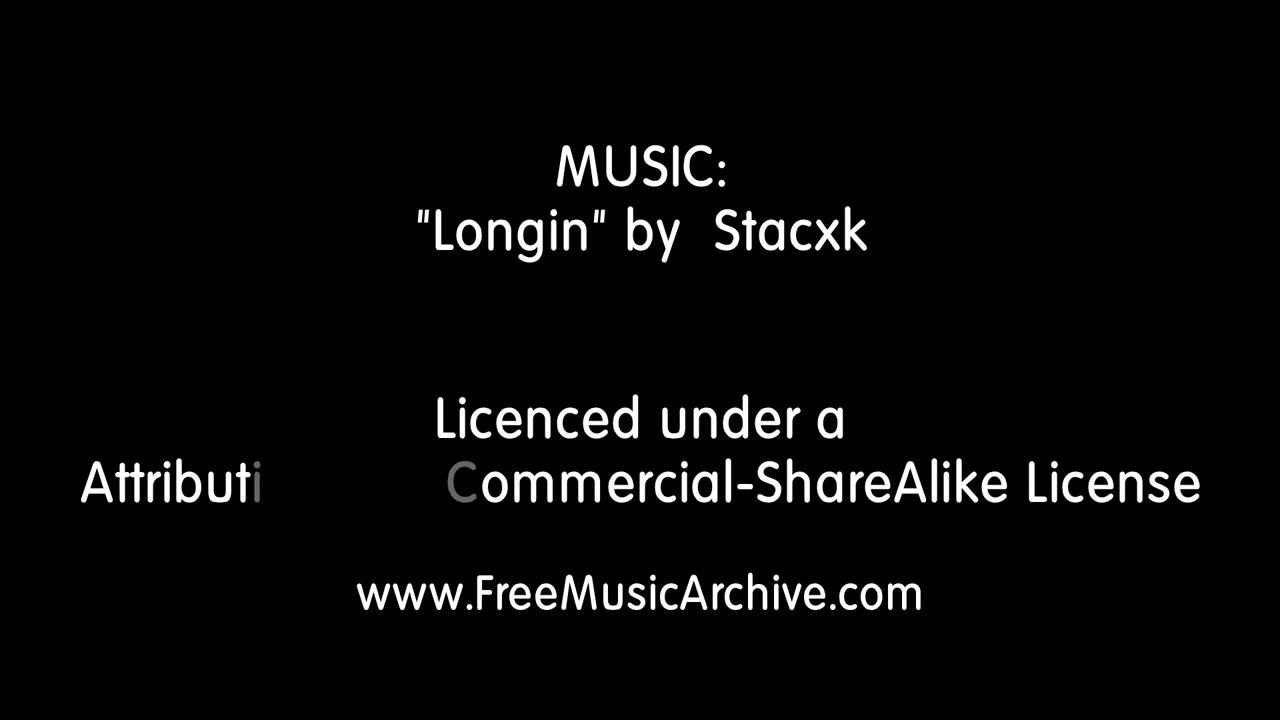 MUSIC:
"Longin" by Stacxk
Licenced under a
Attributi Commercial-ShareAlike License
www.FreeMusicArchive.com